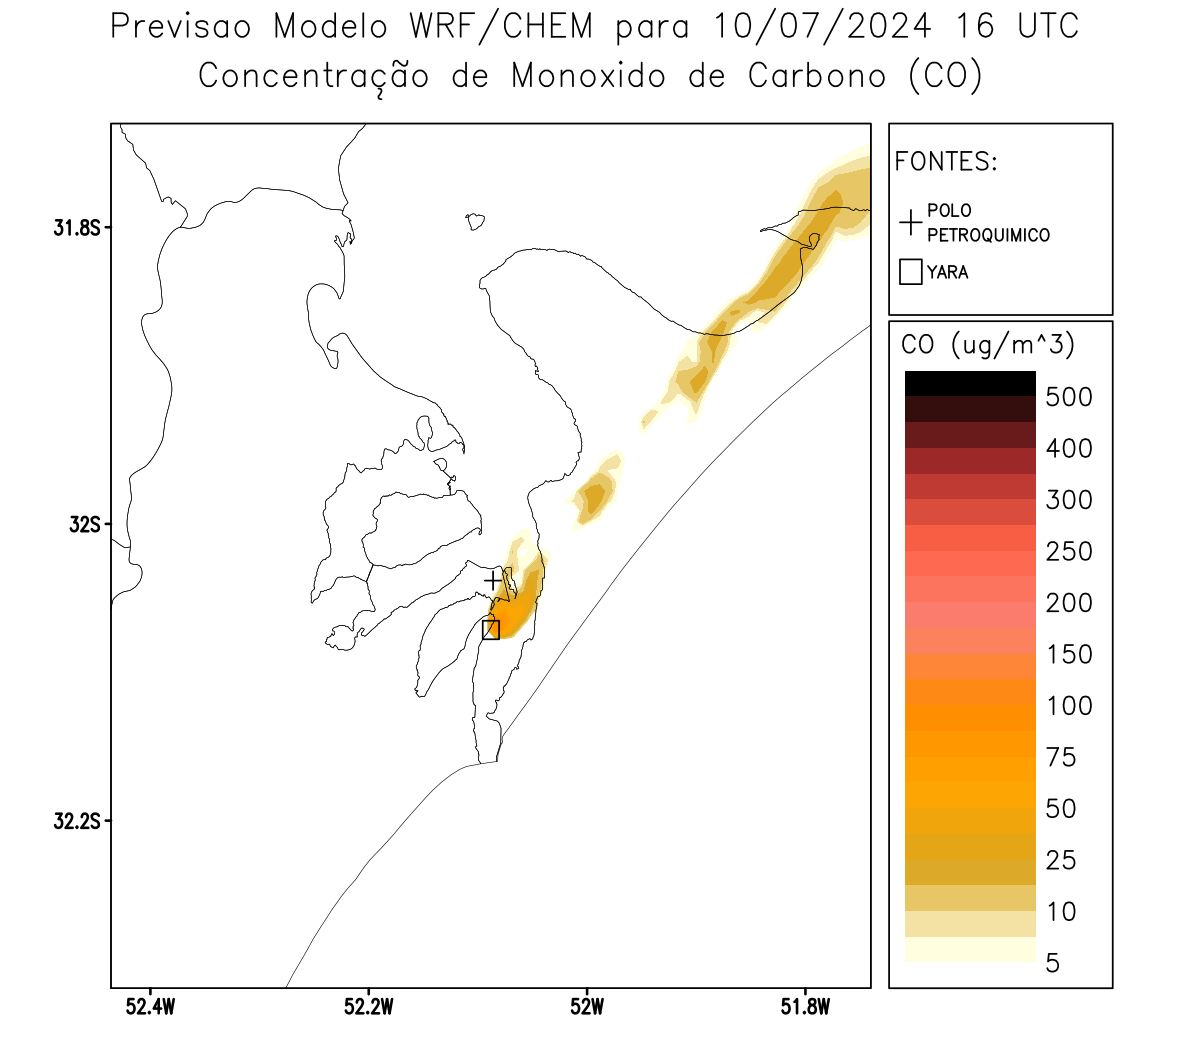 Previsao Modelo WRF/CHEM para 10/07/2024 16 UTC
Concentração de Monoxido de Carbono (CO)
FONTES:
POLO
PETROQUIMICO
YARA
CO (ug/m^3)
500
400
300
250
200
150
100
75
50
25
10
5
31.8S
32S
32.2S
52.4W
52.2W
52W
51.8W